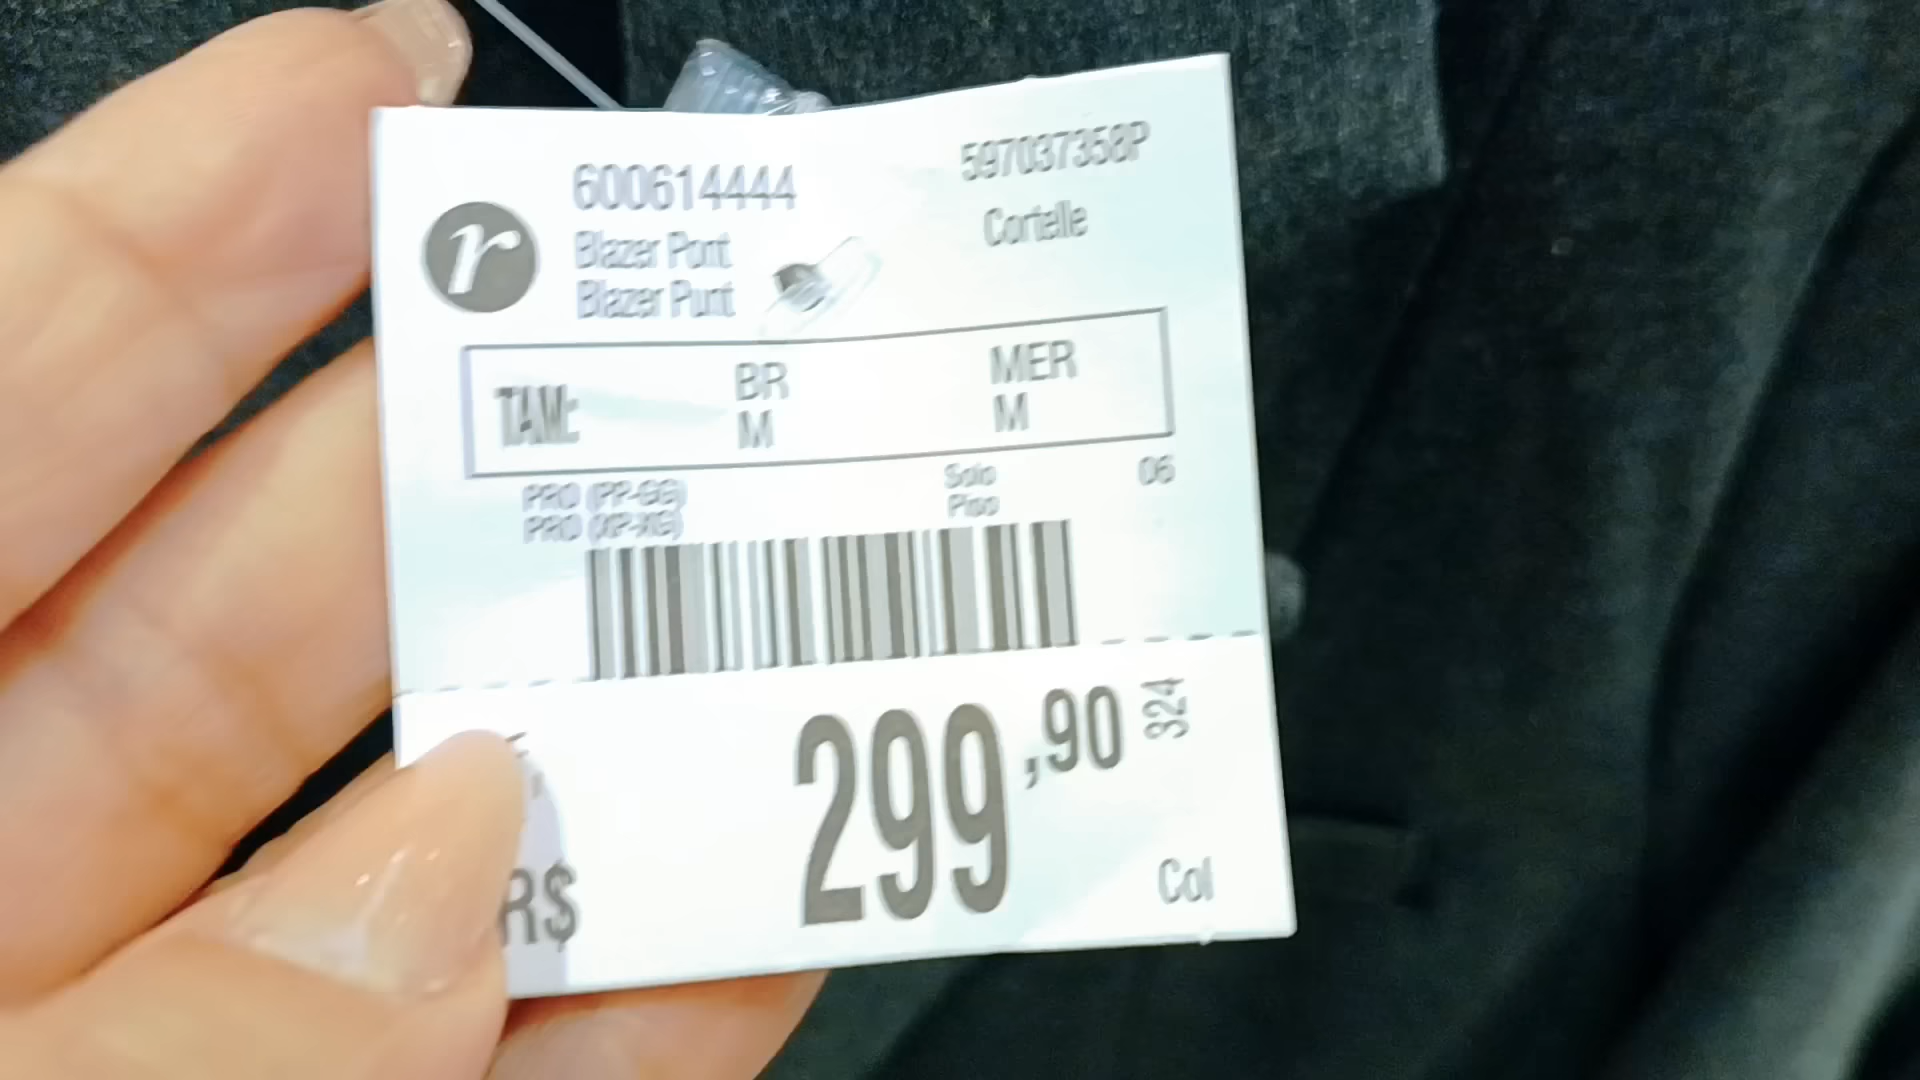 600614444
597037358P
r
Blazer Pont
Cortelle
Blazer Punt
TAM:
BR
MER
M
M
PRO (PP-GG)
Solo
06
PRO (XP-XG)
Piso
299,90
324
R$
Col